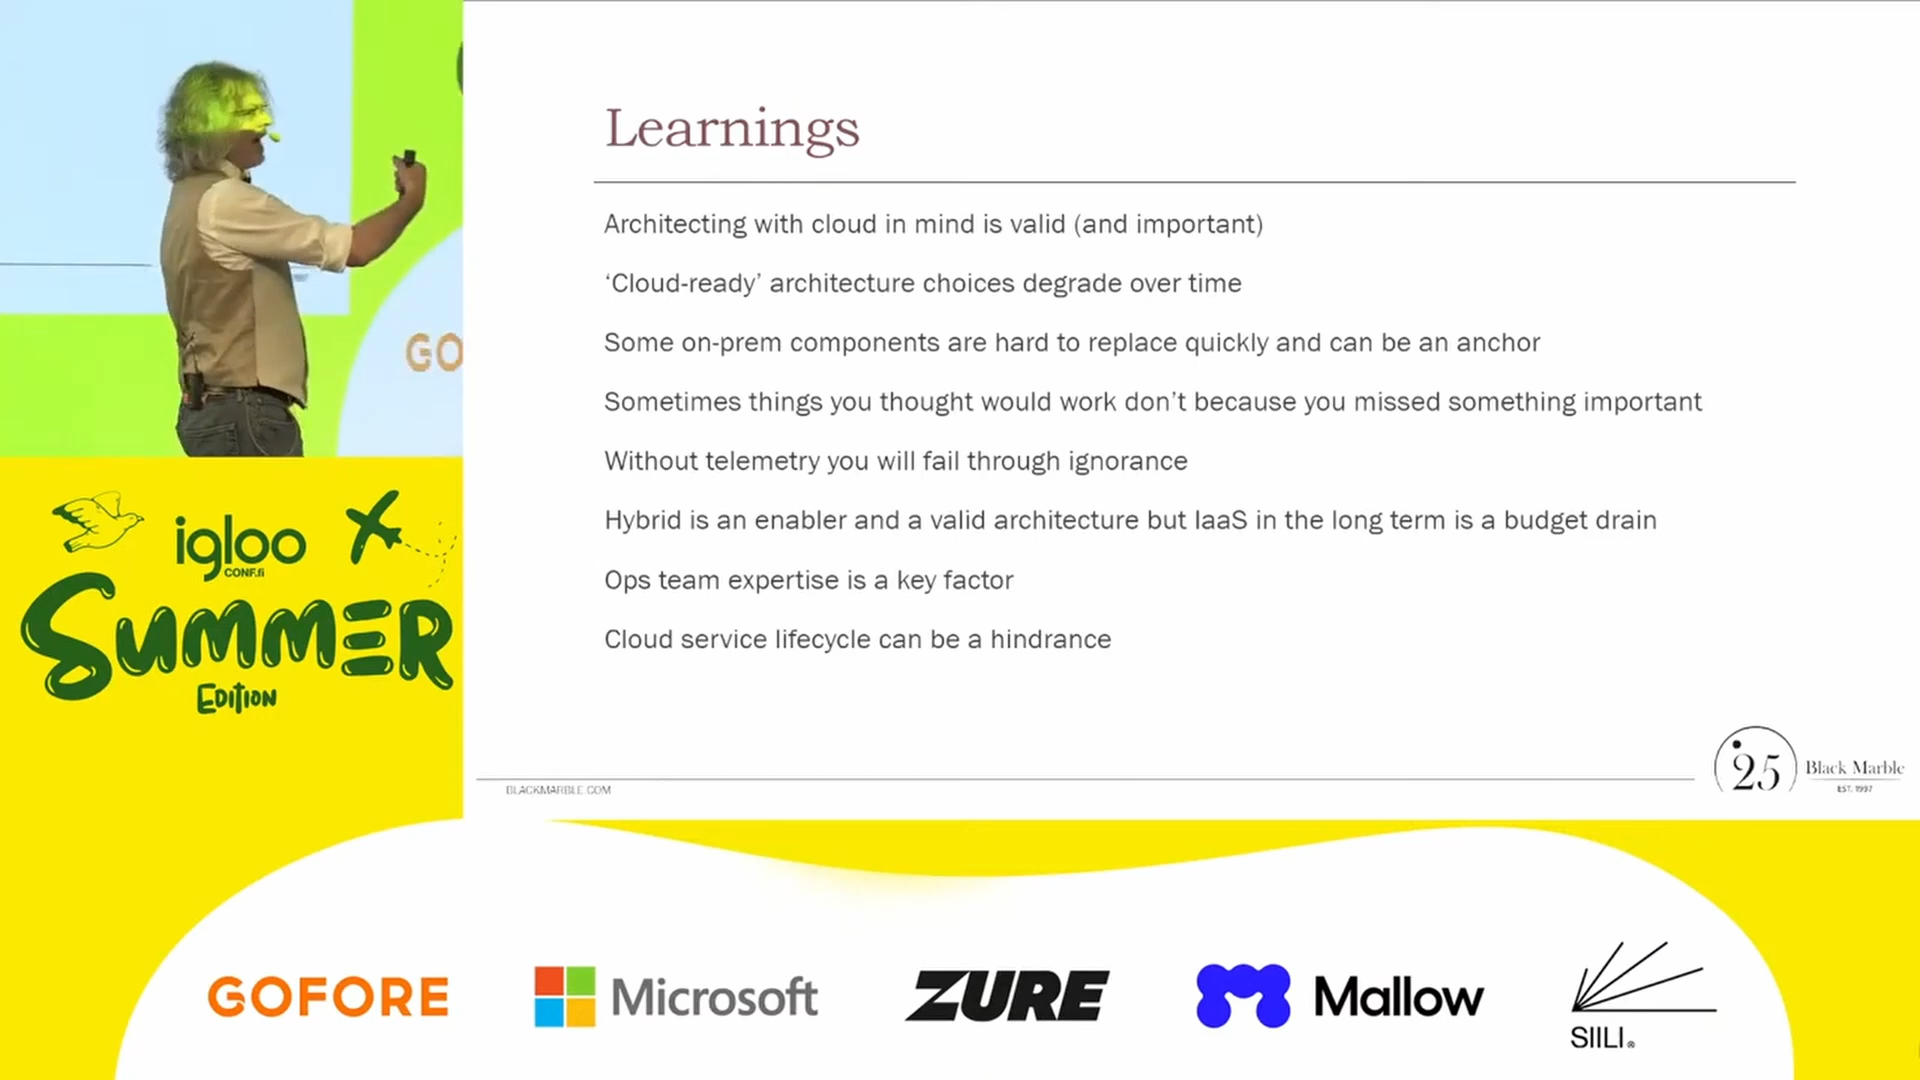 GO
igloo
CONF.fi
SUMMER
EDITION
Learnings
Architecting with cloud in mind is valid (and important)
‘Cloud-ready’ architecture choices degrade over time
Some on-prem components are hard to replace quickly and can be an anchor
Sometimes things you thought would work don’t because you missed something important
Without telemetry you will fail through ignorance
Hybrid is an enabler and a valid architecture but IaaS in the long term is a budget drain
Ops team expertise is a key factor
Cloud service lifecycle can be a hindrance
BLACKMARBLE.COM
25
Black Marble
EST. 1997
GOFORE
Microsoft
ZURE
Mallow
SIILI®